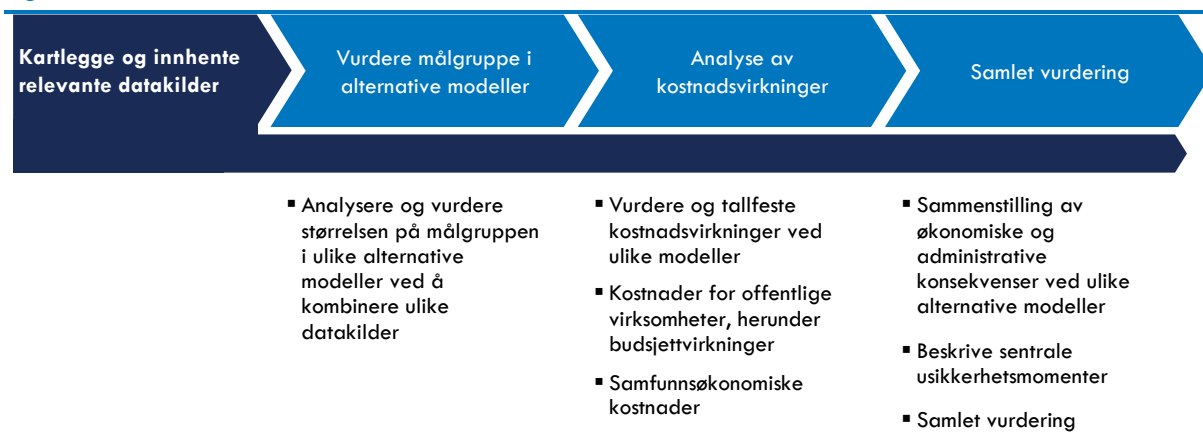 Kartlegge og innhente
relevante datakilder
Vurdere målgruppe i
alternative modeller
Analyse av
kostnadsvirkninger
Samlet vurdering
▪ Analysere og vurdere
størrelsen på målgruppen
i ulike alternative
modeller ved å
kombinere ulike
datakilder
▪ Vurdere og tallfeste
kostnadsvirkninger ved
ulike modeller
▪ Kostnader for offentlige
virksomheter, herunder
budsjettvirkninger
▪ Samfunnsøkonomiske
kostnader
▪ Sammenstilling av
økonomiske og
administrative
konsekvenser ved ulike
alternative modeller
▪ Beskrive sentrale
usikkerhetsmomenter
▪ Samlet vurdering